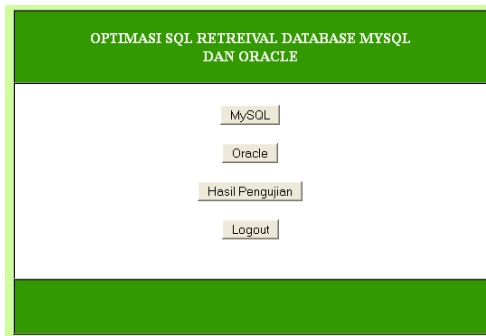 OPTIMASI SQL RETREIVAL DATABASE MYSQL
DAN ORACLE
MySQL
Oracle
Hasil Pengujian
Logout